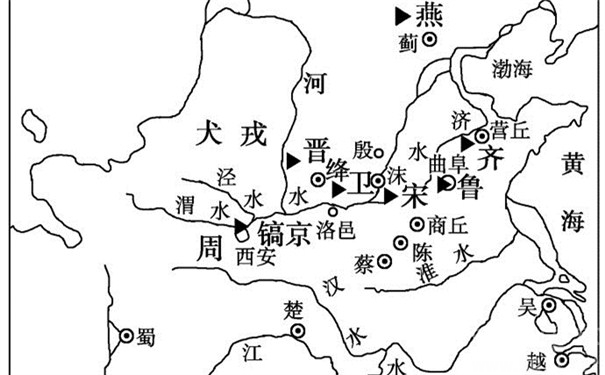 燕
蓟
渤海
河
犬戎
济
营丘
殷
水
晋
绛
卫
沬
曲阜
齐
黄海
泾
水
渭
水
水
宋
鲁
周
镐京
洛邑
商丘
西安
陈
蔡
淮
水
汉
水
楚
吴
蜀
江
水
越